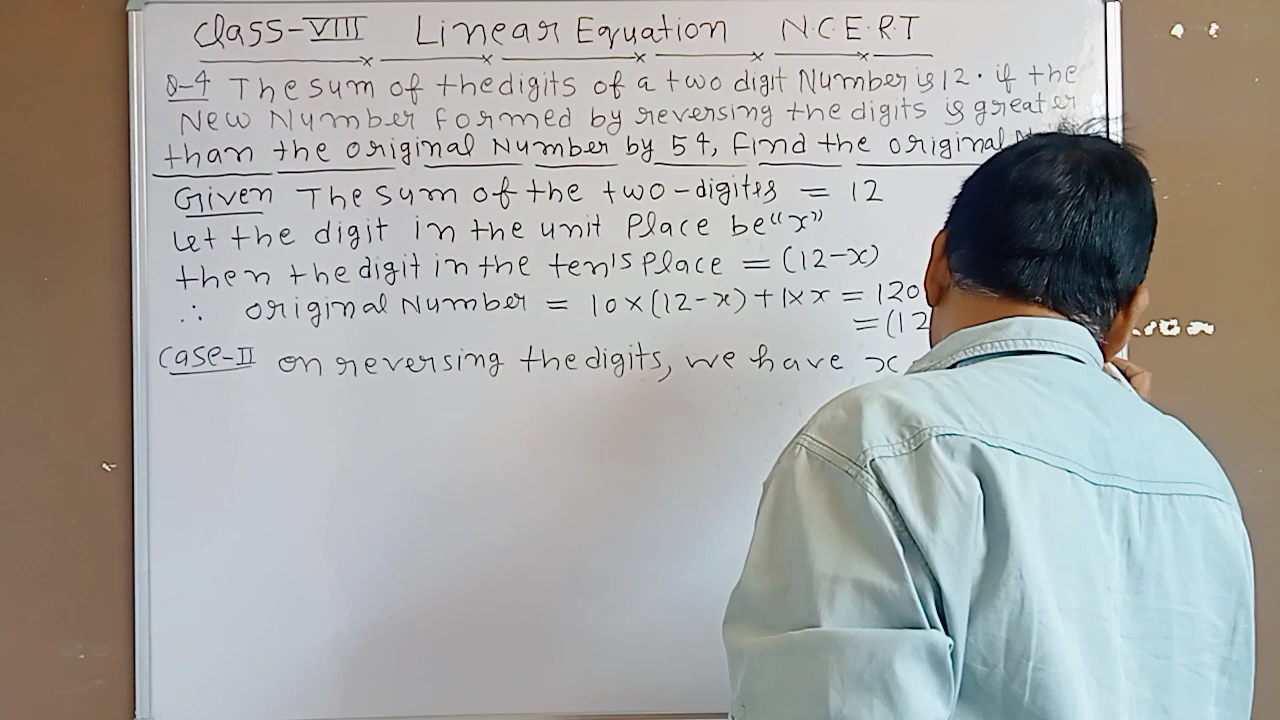 Class-VIII Linear Equation N.C.E.R.T
Q-4 The sum of the digits of a two digit Number is 12. if the
New Number formed by reversing the digits is greater
than the original Number by 54, Find the original
Given The sum of the two-digites = 12
Let the digit in the unit Place be "x"
then the digit in the ten's Place = (12-x)
∴ original Number = 10×(12-x)+1×x = 120
=(12
Case-II on reversing the digits, we have x